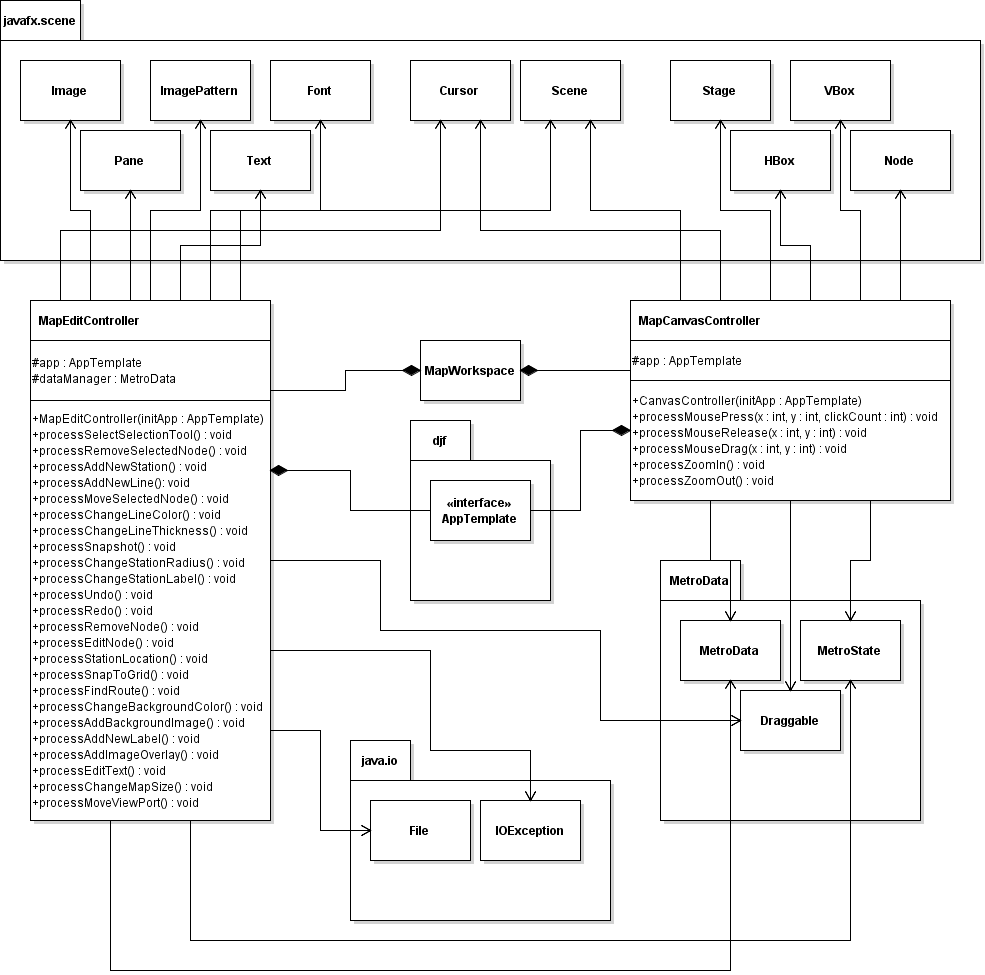 javafx.scene
Image
ImagePattern
Font
Cursor
Scene
Stage
VBox
Pane
Text
HBox
Node
MapEditController
#app : AppTemplate
#dataManager : MetroData
+MapEditController(initApp : AppTemplate)
+processSelectSelectionTool() : void
+processRemoveSelectedNode() : void
+processAddNewStation() : void
+processAddNewLine() : void
+processMoveSelectedNode() : void
+processChangeLineColor() : void
+processChangeLineThickness() : void
+processSnapshot() : void
+processChangeStationRadius() : void
+processChangeStationLabel() : void
+processUndo() : void
+processRedo() : void
+processRemoveNode() : void
+processEditNode() : void
+processStationLocation() : void
+processSnapToGrid() : void
+processFindRoute() : void
+processChangeBackgroundColor() : void
+processAddBackgroundImage() : void
+processAddNewLabel() : void
+processAddImageOverlay() : void
+processEditText() : void
+processChangeMapSize() : void
+processMoveViewPort() : void
MapWorkspace
djf
«interface»
AppTemplate
MapCanvasController
#app : AppTemplate
+CanvasController(initApp : AppTemplate)
+processMousePress(x : int, y : int, clickCount : int) : void
+processMouseRelease(x : int, y : int) : void
+processMouseDrag(x : int, y : int) : void
+processZoomIn() : void
+processZoomOut() : void
MetroData
MetroData
MetroState
Draggable
java.io
File
IOException